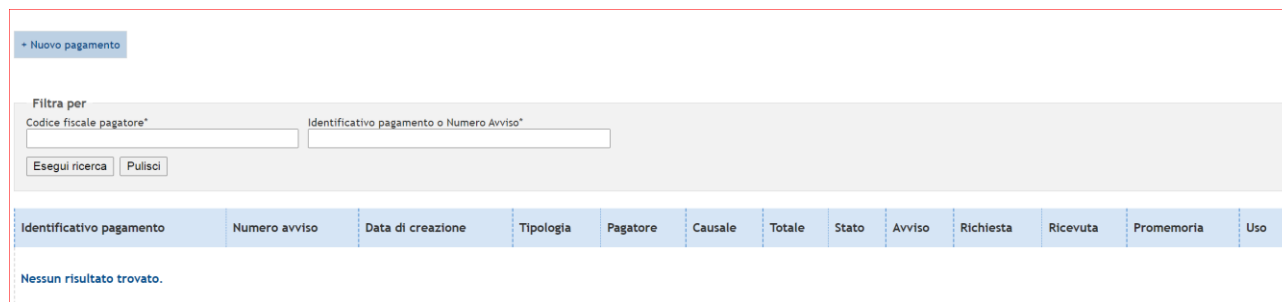 + Nuovo pagamento
Filtra per
Codice fiscale pagatore* Identificativo pagamento o Numero Avviso*
Esegui ricerca Pulisci
Identificativo pagamento Numero avviso Data di creazione Tipologia Pagatore Causale Totale Stato Avviso Richiesta Ricevuta Promemoria Uso
Nessun risultato trovato.